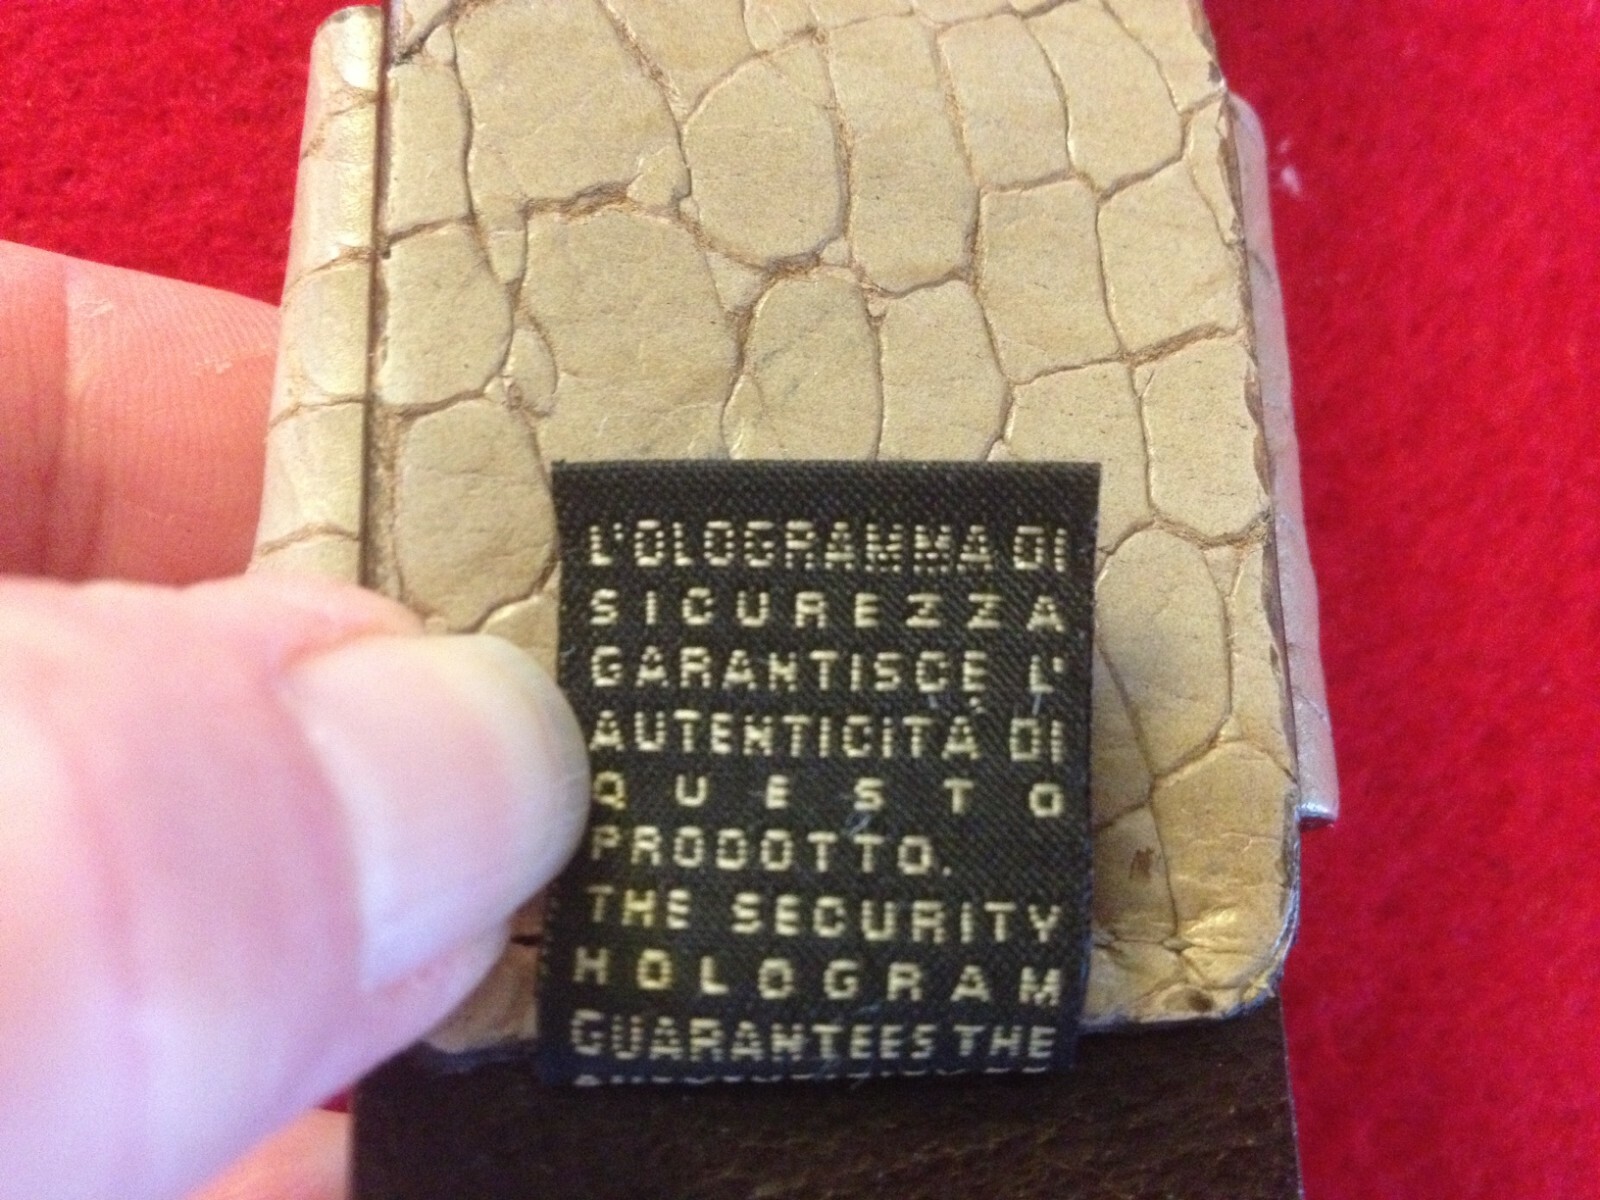 L'OLOGRAMMA DI
SICUREZZA
GARANTISCE L'
AUTENTICITÀ DI
QUESTO
PRODOTTO.
THE SECURITY
HOLOGRAM
GUARANTEES THE